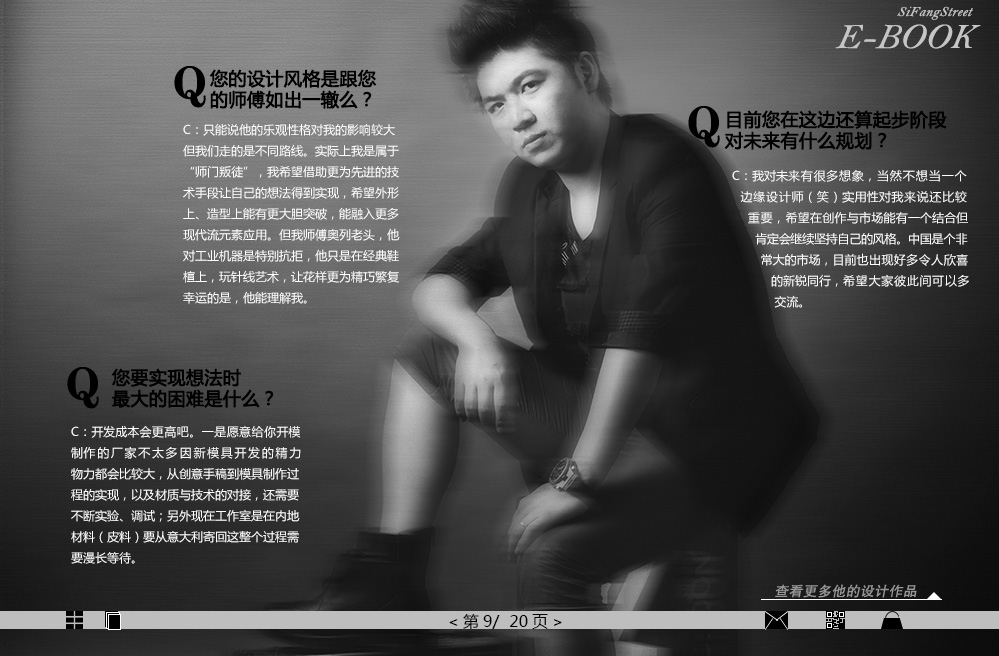 SiFangStreet
E-BOOK
Q 您的设计风格是跟您
的师傅如出一辙么？
C：只能说他的乐观性格对我的影响较大
但我们走的是不同路线。实际上我是属于
“师门叛徒”，我希望借助更为先进的技
术手段让自己的想法得到实现，希望外形
上、造型上能有更大胆突破，能融入更多
现代流元素应用。但我师傅奥列老头，他
对工业机器是特别抗拒，他只是在经典鞋
楦上，玩针线艺术，让花样更为精巧繁复
幸运的是，他能理解我。
Q 目前您在这边还算起步阶段
对未来有什么规划？
C：我对未来有很多想象，当然不想当一个
边缘设计师（笑）实用性对我来说还比较
重要，希望在创作与市场能有一个结合但
肯定会继续坚持自己的风格。中国是个非
常大的市场，目前也出现好多令人欣喜
的新锐同行，希望大家彼此间可以多
交流。
Q 您要实现想法时
最大的困难是什么？
C：开发成本会更高吧。一是愿意给你开模
制作的厂家不太多因新模具开发的精力
物力都会比较大，从创意手稿到模具制作过
程的实现，以及材质与技术的对接，还需要
不断实验、调试；另外现在工作室是在内地
材料（皮料）要从意大利寄回这整个过程需
要漫长等待。
查看更多他的设计作品
< 第 9/ 20 页 >